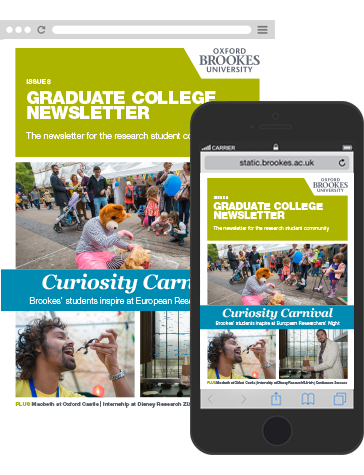 OXFORD
BROOKES
UNIVERSITY
ISSUE 8
GRADUATE COLLEGE
NEWSLETTER
The newsletter for the research student co
Curiosity Carni
Brookes' students inspire at European Resea
PLUS Macbeth at Oxford Castle | Internship at Disney Research Zü
CARRIER
static.brookes.ac.uk
OXFORD
BROOKES
UNIVERSITY
ISSUE 8
GRADUATE COLLEGE
NEWSLETTER
The newsletter for the research student community
Curiosity Carnival
Brookes' students inspire at European Researchers' Night
PLUS Macbeth at Oxford Castle | Internship at Disney Research Zürich | Conference Success